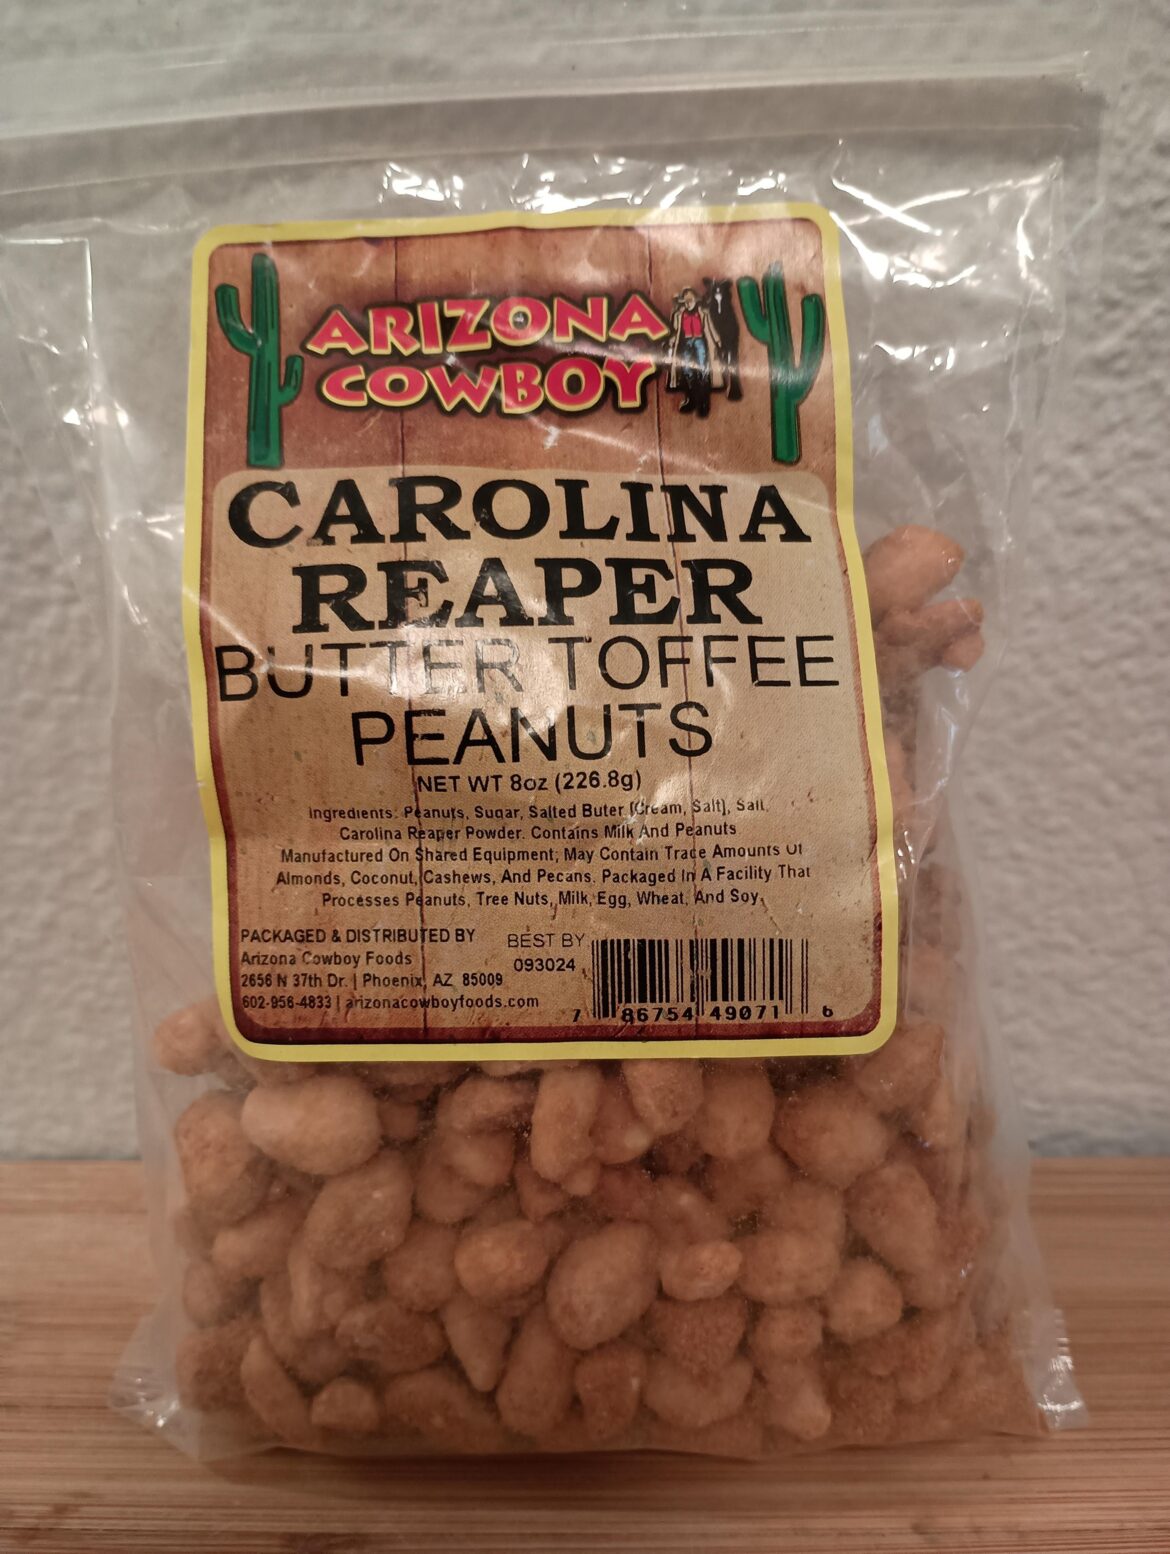 ARIZONA
COWBOY
CAROLINA
REAPER
BUTTER TOFFEE
PEANUTS
NET WT 8oz (226.8g)
Ingredients: Peanuts, Sugar, Salted Buter [Cream, Salt], Salt,
Carolina Reaper Powder. Contains Milk And Peanuts
Manufactured On Shared Equipment; May Contain Trace Amounts Of
Almonds, Coconut, Cashews, And Pecans. Packaged In A Facility That
Processes Peanuts, Tree Nuts, Milk, Egg, Wheat, And Soy.
PACKAGED & DISTRIBUTED BY
Arizona Cowboy Foods
2656 N 37th Dr. | Phoenix, AZ 85009
602-956-4833 | arizonacowboyfoods.com
BEST BY
093024
7 86754 49071 6